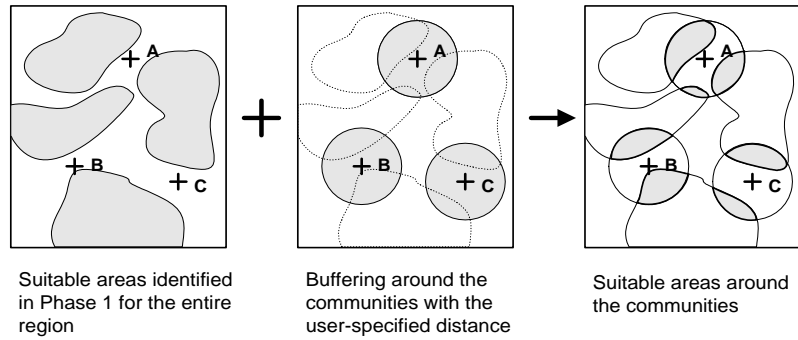 A
B
C
A
B
C
A
B
C
Suitable areas identified
in Phase 1 for the entire
region
Buffering around the
communities with the
user-specified distance
Suitable areas around
the communities